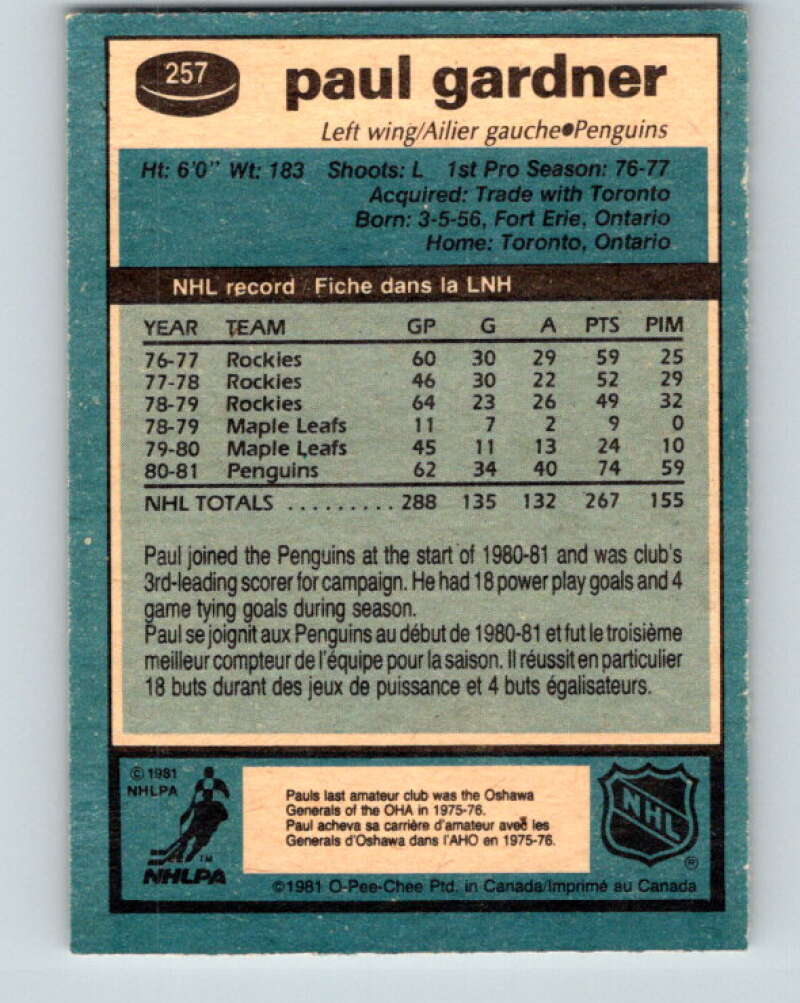 257
paul gardner
Left wing/Ailier gauche●Penguins
Ht: 6'0" Wt: 183 Shoots: L 1st Pro Season: 76-77
Acquired: Trade with Toronto
Born: 3-5-56, Fort Erie, Ontario
Home: Toronto, Ontario
NHL record / Fiche dans la LNH
YEAR TEAM GP G A PTS PIM
76-77 Rockies 60 30 29 59 25
77-78 Rockies 46 30 22 52 29
78-79 Rockies 64 23 26 49 32
78-79 Maple Leafs 11 7 2 9 0
79-80 Maple Leafs 45 11 13 24 10
80-81 Penguins 62 34 40 74 59
NHL TOTALS ......... 288 135 132 267 155
Paul joined the Penguins at the start of 1980-81 and was club's
3rd-leading scorer for campaign. He had 18 power play goals and 4
game tying goals during season.
Paul se joignit aux Penguins au début de 1980-81 et fut le troisième
meilleur compteur de l'équipe pour la saison. Il réussit en particulier
18 buts durant des jeux de puissance et 4 buts égalisateurs.
© 1981
NHLPA
TM
NHLPA
Pauls last amateur club was the Oshawa
Generals of the OHA in 1975-76.
Paul acheva sa carrière d'amateur avec les
Generals d'Oshawa dans l'AHO en 1975-76.
NHL
®
©1981 O-Pee-Chee Ptd. in Canada/Imprimé au Canada